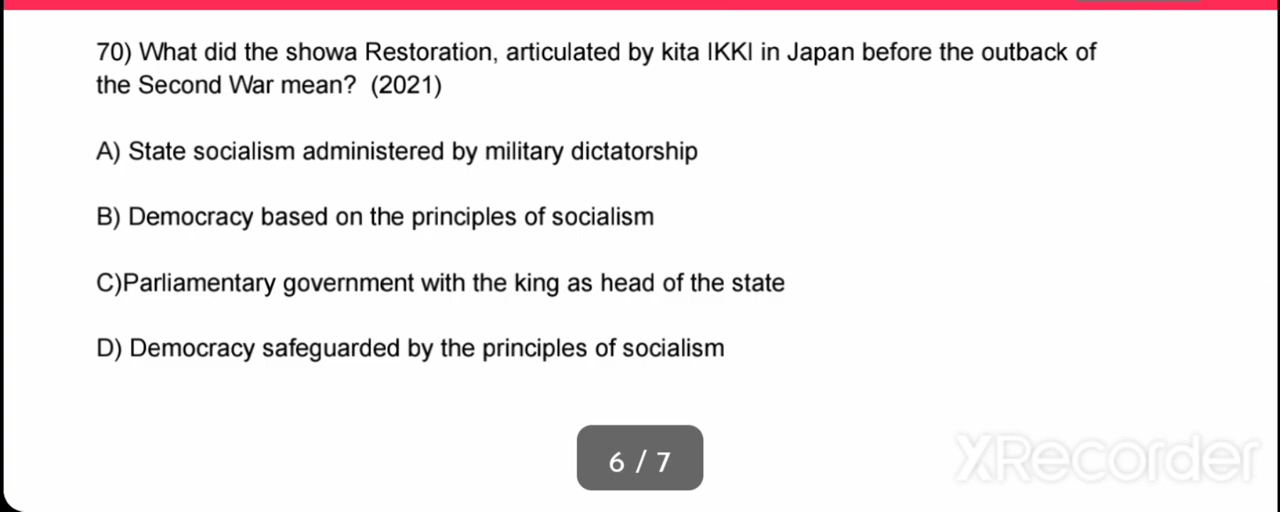 70) What did the showa Restoration, articulated by kita IKKI in Japan before the outback of
the Second War mean? (2021)
A) State socialism administered by military dictatorship
B) Democracy based on the principles of socialism
C)Parliamentary government with the king as head of the state
D) Democracy safeguarded by the principles of socialism
6 / 7
XRecorder